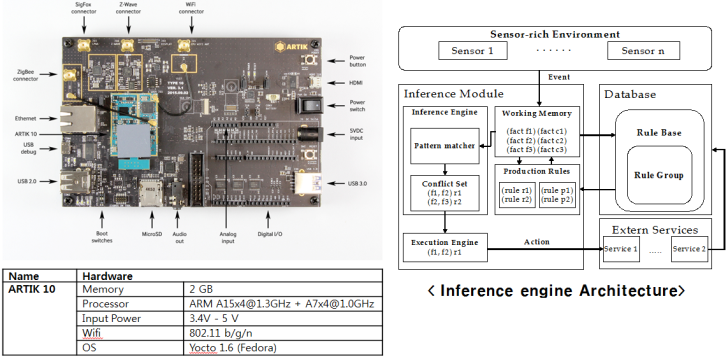 SigFox
connector
Z-Wave
connector
WiFi
connector
ZigBee
connector
Ethernet
ARTIK 10
USB
debug
USB 2.0
Boot
switches
MicroSD
Audio
out
Analog
input
Digital I/O
USB 3.0
5VDC
input
Power
switch
HDMI
Power
button
ARTIK
TYPE 10
Name Hardware
ARTIK 10 Memory 2 GB
Processor ARM A15x4@1.3GHz + A7x4@1.0GHz
Input Power 3.4V - 5 V
Wifi 802.11 b/g/n
OS Yocto 1.6 (Fedora)
Sensor-rich Environment
Sensor 1 ······ Sensor n
Event
Inference Module
Inference Engine
Pattern matcher
Conflict Set
(f1, f2) r1
(f2, f3) r2
Execution Engine
(f1, f2) r1
Working Memory
(fact f1) (fact c1)
(fact f2) (fact c2)
(fact f3) (fact c3)
Production Rules
(rule r1) (rule p1)
(rule r2) (rule p2)
Action
Database
Rule Base
Rule Group
Extern Services
Service 1 ..... Service 2
< Inference engine Architecture>